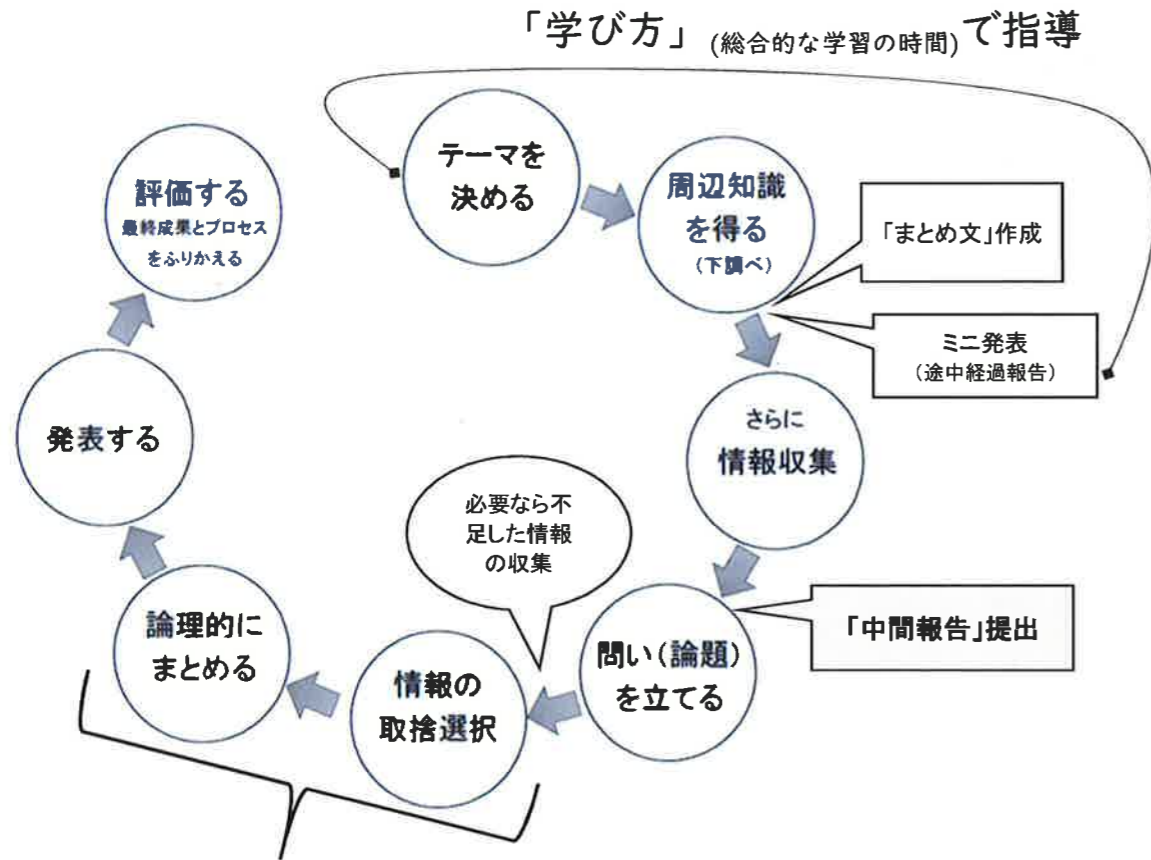 「学び方」(総合的な学習の時間)で指導
テーマを
決める
周辺知識
を得る
(下調べ)
「まとめ文」作成
ミニ発表
(途中経過報告)
さらに
情報収集
問い(論題)
を立てる
「中間報告」提出
必要なら不
足した情報
の収集
情報の
取捨選択
論理的に
まとめる
発表する
評価する
最終成果とプロセス
をふりかえる